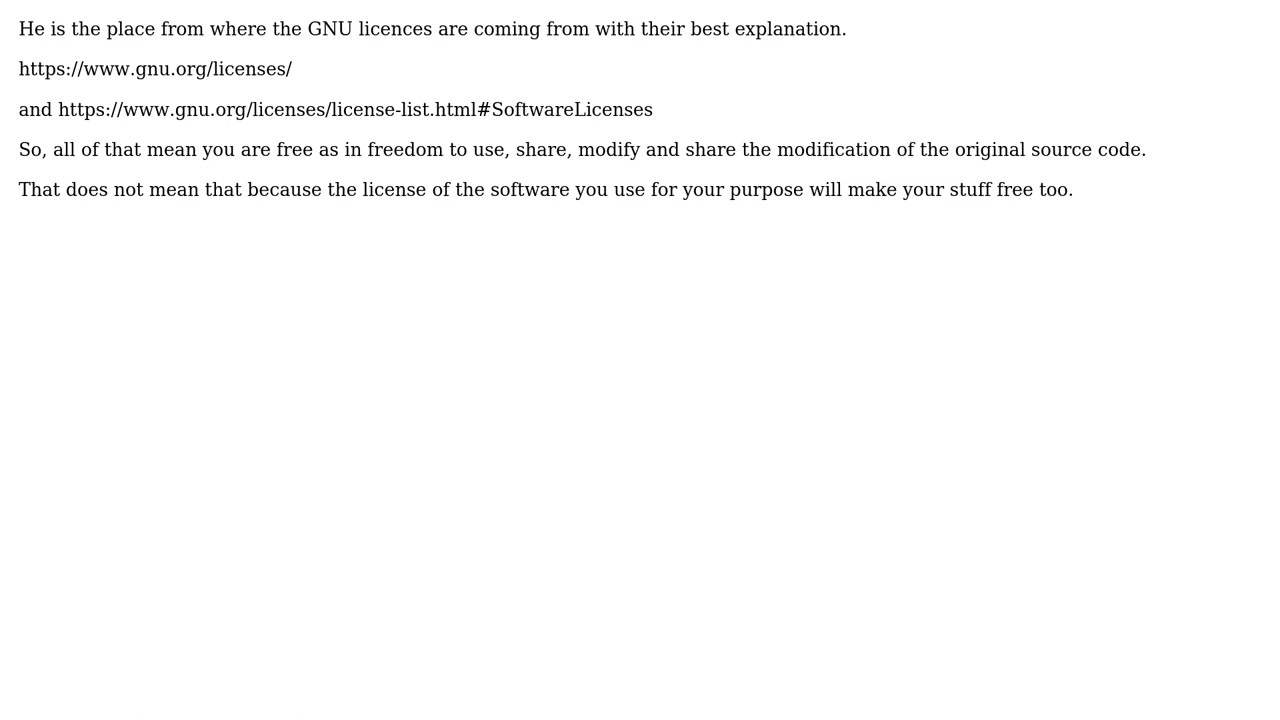 He is the place from where the GNU licences are coming from with their best explanation.
https://www.gnu.org/licenses/
and https://www.gnu.org/licenses/license-list.html#SoftwareLicenses
So, all of that mean you are free as in freedom to use, share, modify and share the modification of the original source code.
That does not mean that because the license of the software you use for your purpose will make your stuff free too.